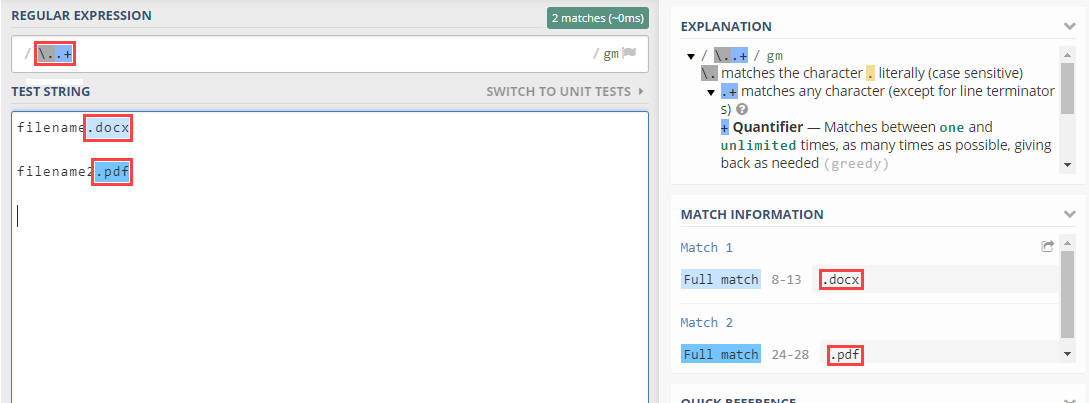 REGULAR EXPRESSION
2 matches (~0ms)
/ \..+
/ gm
TEST STRING
SWITCH TO UNIT TESTS
filename.docx
filename2.pdf
EXPLANATION
/ \..+ / gm
\. matches the character . literally (case sensitive)
.+ matches any character (except for line terminator
s) ?
+ Quantifier — Matches between one and
unlimited times, as many times as possible, giving
back as needed (greedy)
MATCH INFORMATION
Match 1
Full match 8-13 .docx
Match 2
Full match 24-28 .pdf
QUICK REFERENCE